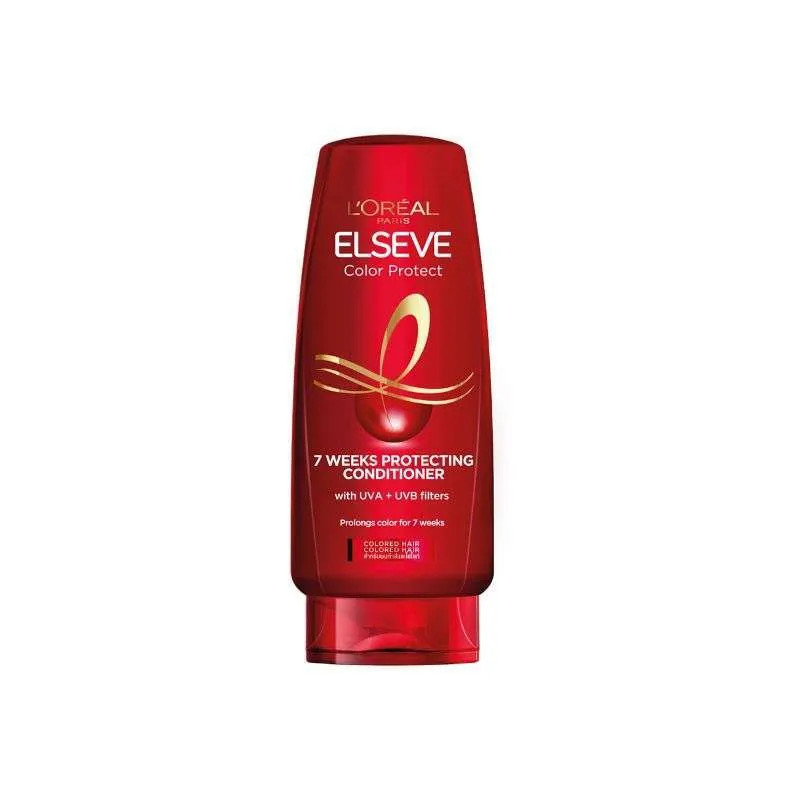 L'ORÉAL
PARIS
ELSEVE
Color Protect
7 WEEKS PROTECTING
CONDITIONER
with UVA + UVB filters
Prolongs color for 7 weeks
COLORED HAIR
COLORED HAIR